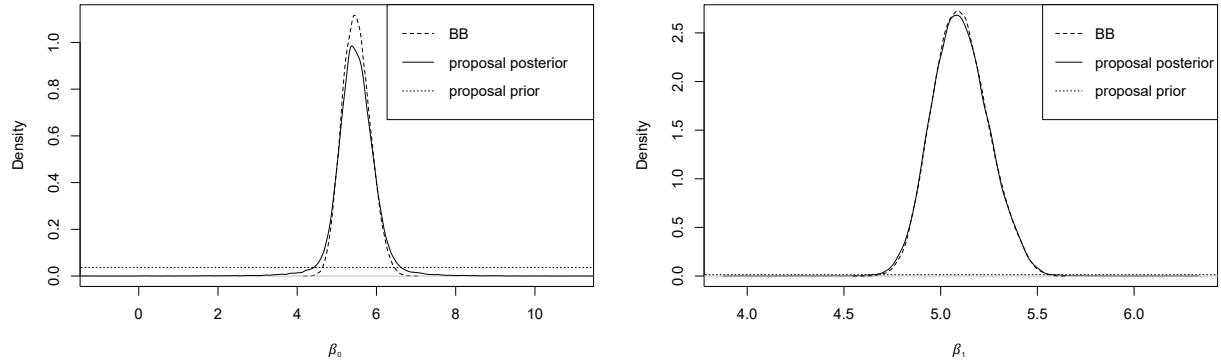 BB
proposal posterior
proposal prior
Density
0.0
0.2
0.4
0.6
0.8
1.0
0 2 4 6 8 10
β₀
BB
proposal posterior
proposal prior
Density
0.0
0.5
1.0
1.5
2.0
2.5
4.0 4.5 5.0 5.5 6.0
β₁